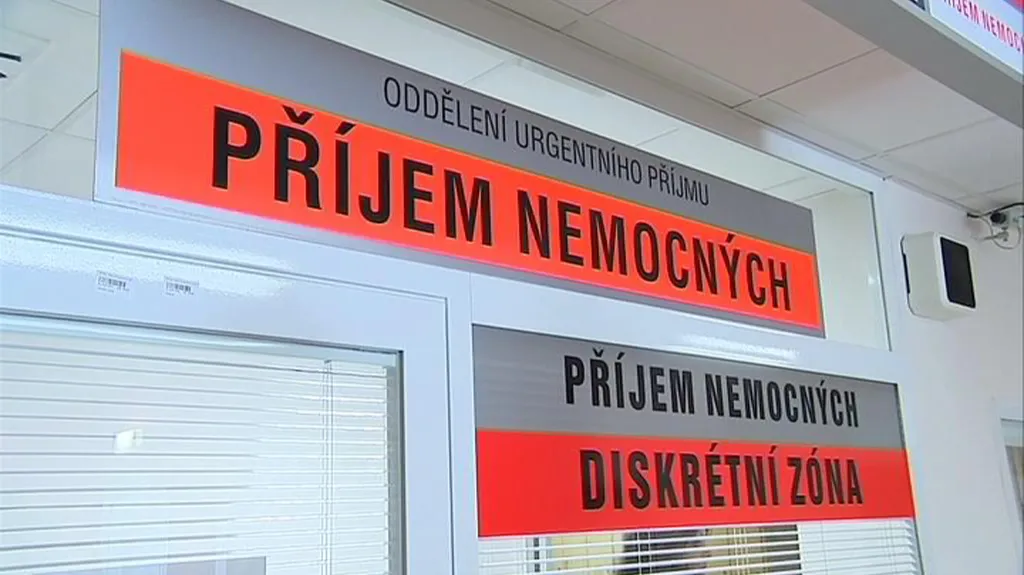 ODDĚLENÍ URGENTNÍHO PŘÍJMU
PŘÍJEM NEMOCNÝCH
PŘÍJEM NEMOCNÝCH
DISKRÉTNÍ ZÓNA